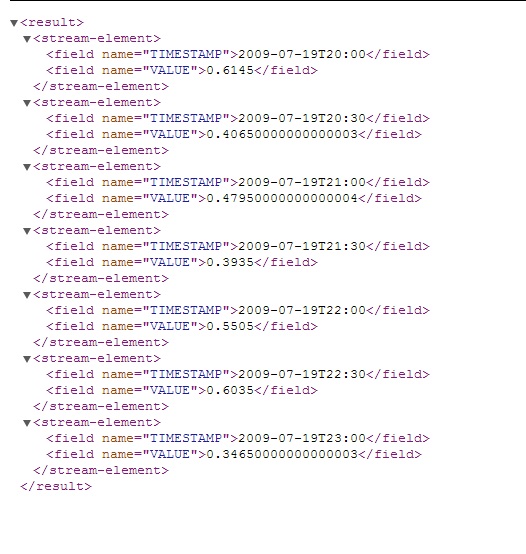 <result>
<stream-element>
<field name="TIMESTAMP">2009-07-19T20:00</field>
<field name="VALUE">0.6145</field>
</stream-element>
<stream-element>
<field name="TIMESTAMP">2009-07-19T20:30</field>
<field name="VALUE">0.40650000000000003</field>
</stream-element>
<stream-element>
<field name="TIMESTAMP">2009-07-19T21:00</field>
<field name="VALUE">0.47950000000000004</field>
</stream-element>
<stream-element>
<field name="TIMESTAMP">2009-07-19T21:30</field>
<field name="VALUE">0.3935</field>
</stream-element>
<stream-element>
<field name="TIMESTAMP">2009-07-19T22:00</field>
<field name="VALUE">0.5505</field>
</stream-element>
<stream-element>
<field name="TIMESTAMP">2009-07-19T22:30</field>
<field name="VALUE">0.6035</field>
</stream-element>
<stream-element>
<field name="TIMESTAMP">2009-07-19T23:00</field>
<field name="VALUE">0.34650000000000003</field>
</stream-element>
</result>